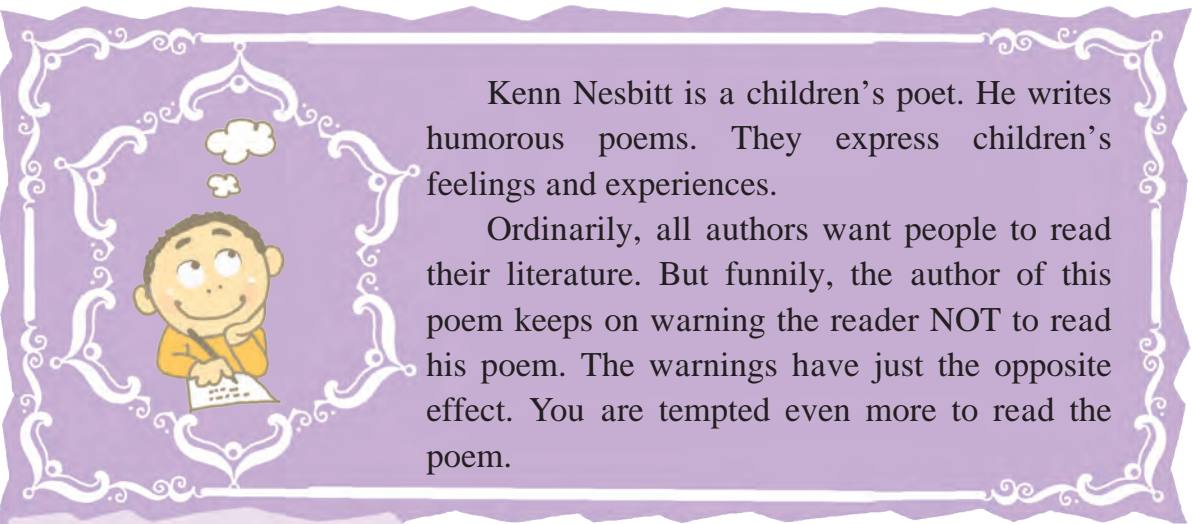 Kenn Nesbitt is a children's poet. He writes
humorous poems. They express children's
feelings and experiences.
Ordinarily, all authors want people to read
their literature. But funnily, the author of this
poem keeps on warning the reader NOT to read
his poem. The warnings have just the opposite
effect. You are tempted even more to read the
poem.